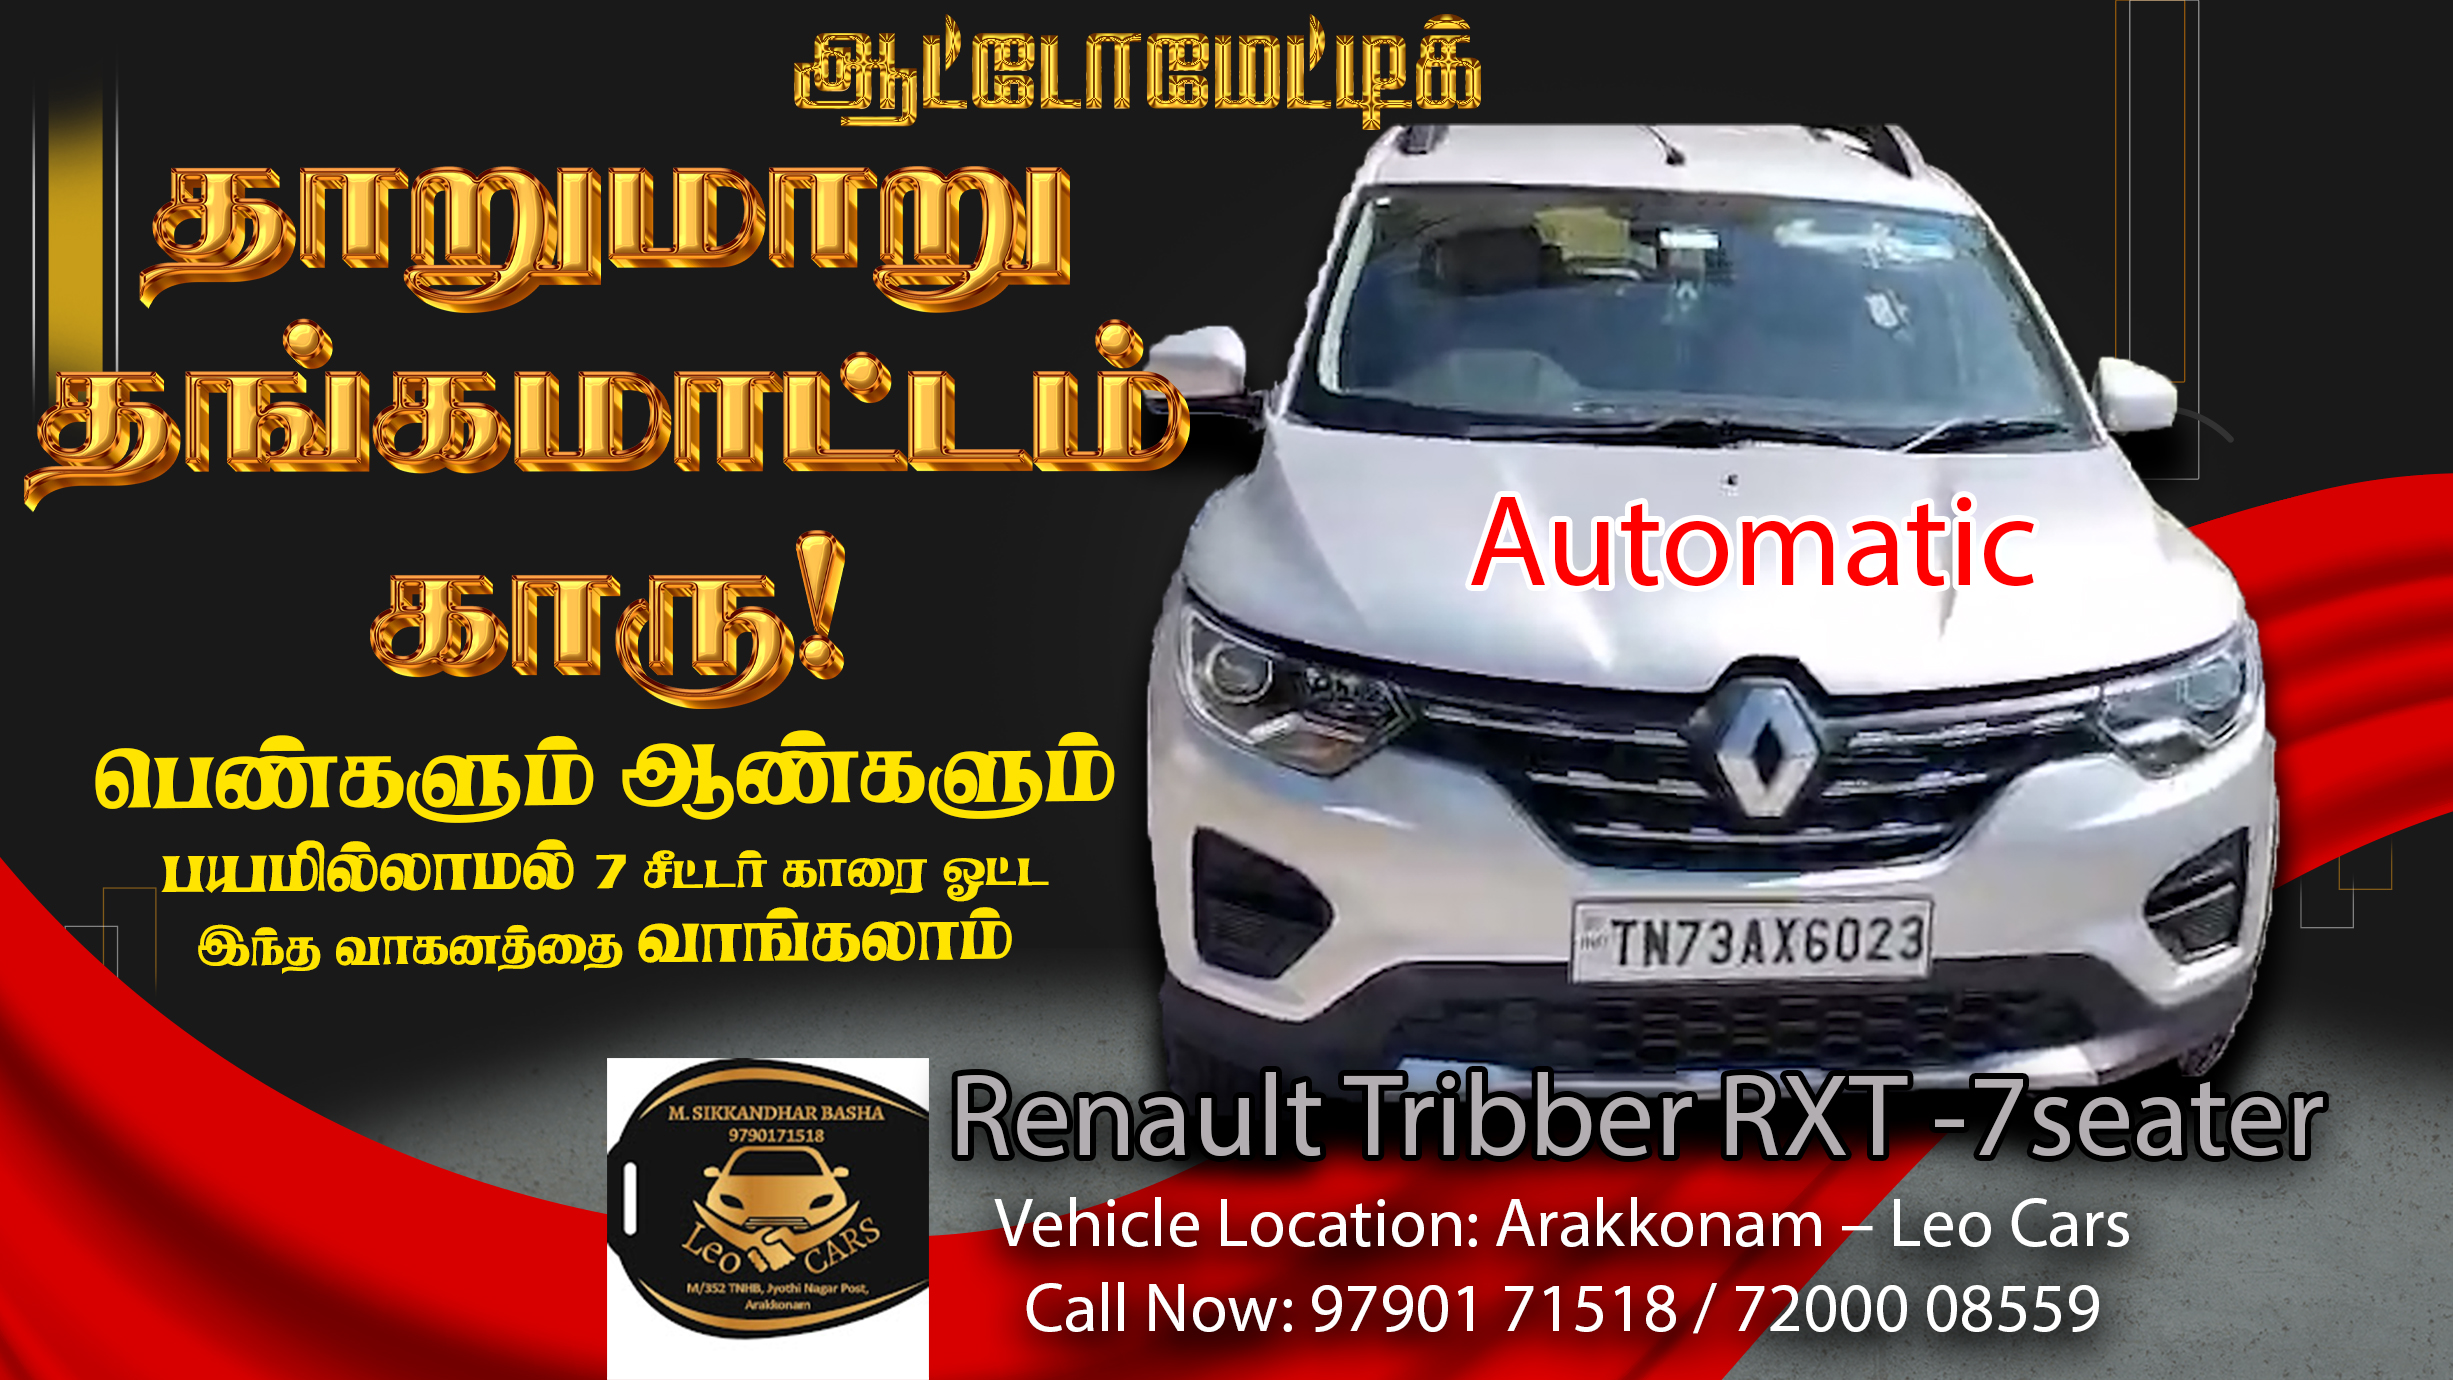 ஆட்டோமேட்டிக்
தாறுமாறு
தங்கமாட்டம்
காரு!
பெண்களும் ஆண்களும்
பயமில்லாமல் 7 சீட்டர் காரை ஓட்ட
இந்த வாகனத்தை வாங்கலாம்
Automatic
TN73AX6023
M. SIKKANDHAR BASHA
9790171518
Leo CARS
M/352 TNHB, Jyothi Nagar Post,
Arakkonam
Renault Tribber RXT -7seater
Vehicle Location: Arakkonam – Leo Cars
Call Now: 97901 71518 / 72000 08559